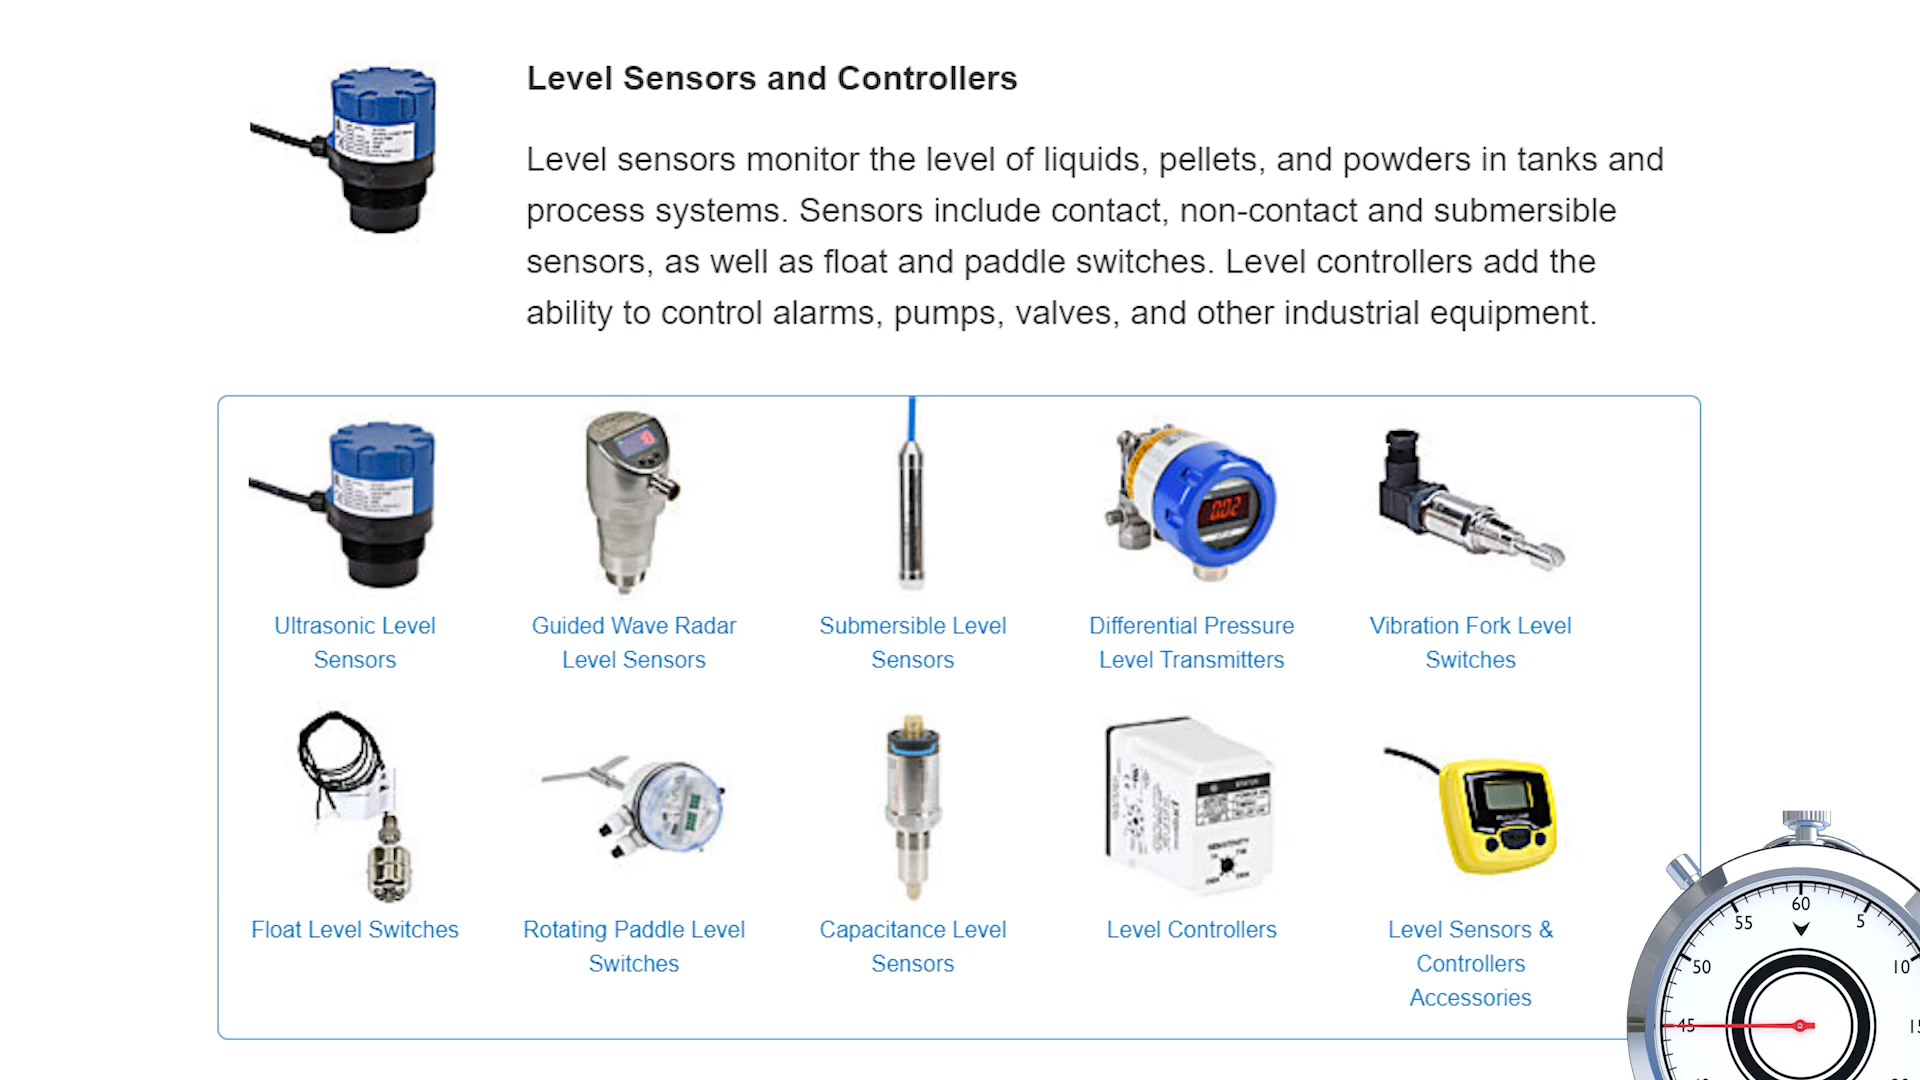 Level Sensors and Controllers
Level sensors monitor the level of liquids, pellets, and powders in tanks and
process systems. Sensors include contact, non-contact and submersible
sensors, as well as float and paddle switches. Level controllers add the
ability to control alarms, pumps, valves, and other industrial equipment.
0.02
Ultrasonic Level
Sensors
Guided Wave Radar
Level Sensors
Submersible Level
Sensors
Differential Pressure
Level Transmitters
Vibration Fork Level
Switches
SENSITIVITY
Float Level Switches
Rotating Paddle Level
Switches
Capacitance Level
Sensors
Level Controllers
Level Sensors &
Controllers
Accessories
60
55
5
50
10
45